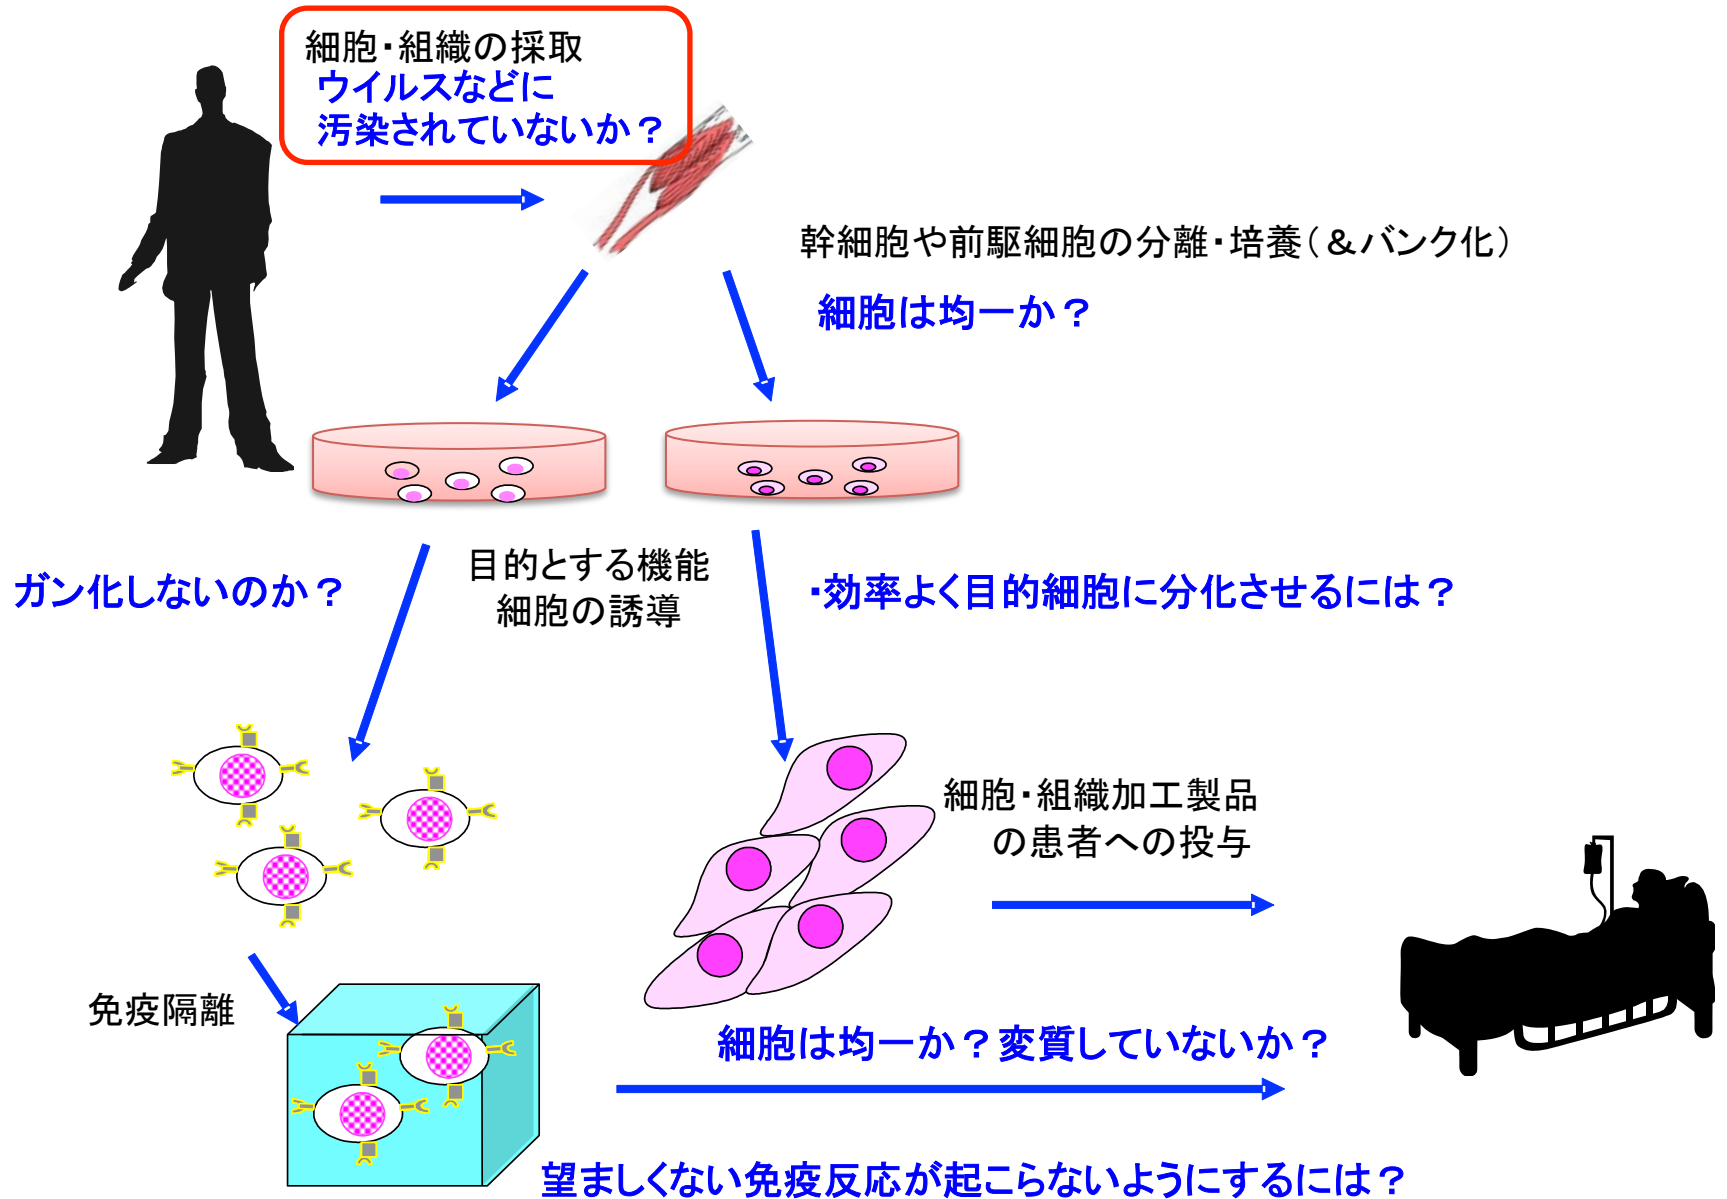 細胞・組織の採取
ウイルスなどに
汚染されていないか？
幹細胞や前駆細胞の分離・培養（＆バンク化）
細胞は均一か？
ガン化しないのか？
目的とする機能
細胞の誘導
・効率よく目的細胞に分化させるには？
細胞・組織加工製品
の患者への投与
免疫隔離
細胞は均一か？変質していないか？
望ましくない免疫反応が起こらないようにするには？